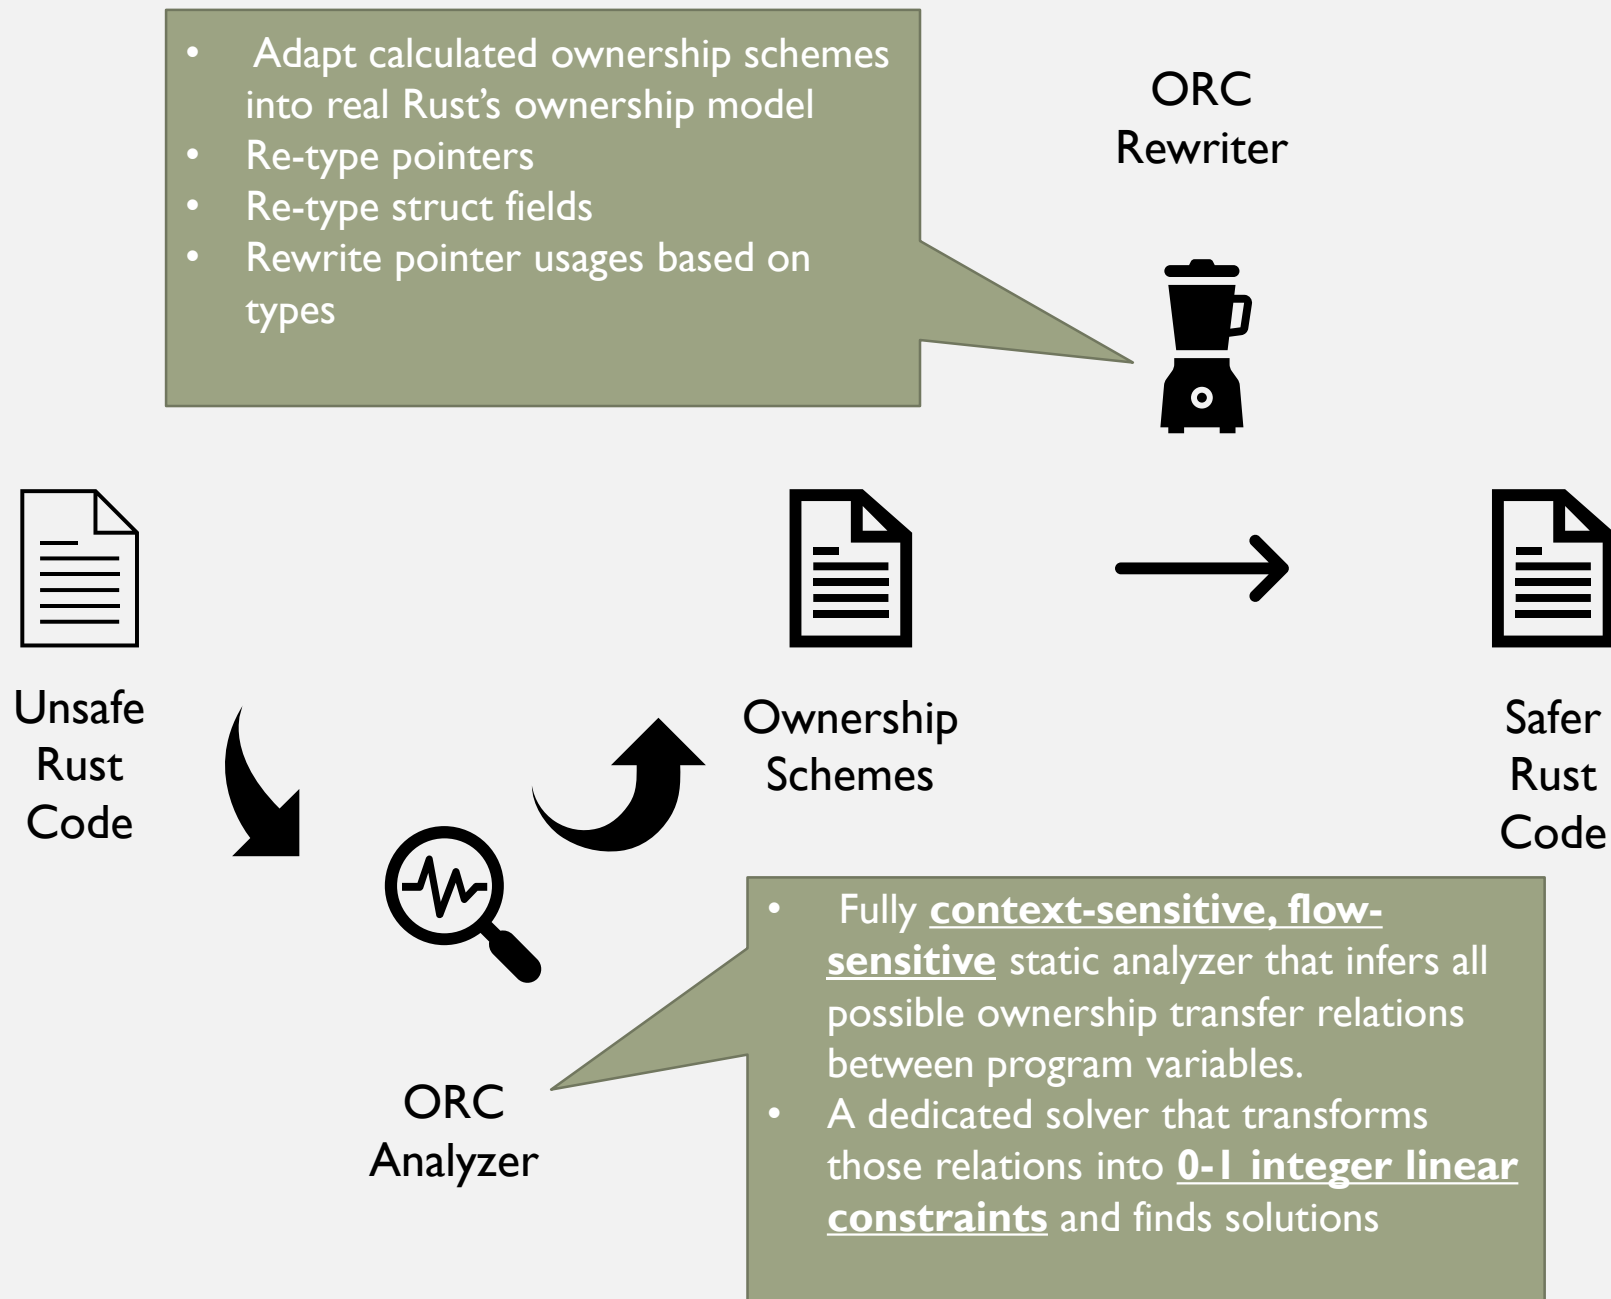 • Adapt calculated ownership schemes
into real Rust’s ownership model
• Re-type pointers
• Re-type struct fields
• Rewrite pointer usages based on
types
ORC
Rewriter
Unsafe
Rust
Code
Ownership
Schemes
Safer
Rust
Code
ORC
Analyzer
• Fully context-sensitive, flow-
sensitive static analyzer that infers all
possible ownership transfer relations
between program variables.
• A dedicated solver that transforms
those relations into 0-1 integer linear
constraints and finds solutions